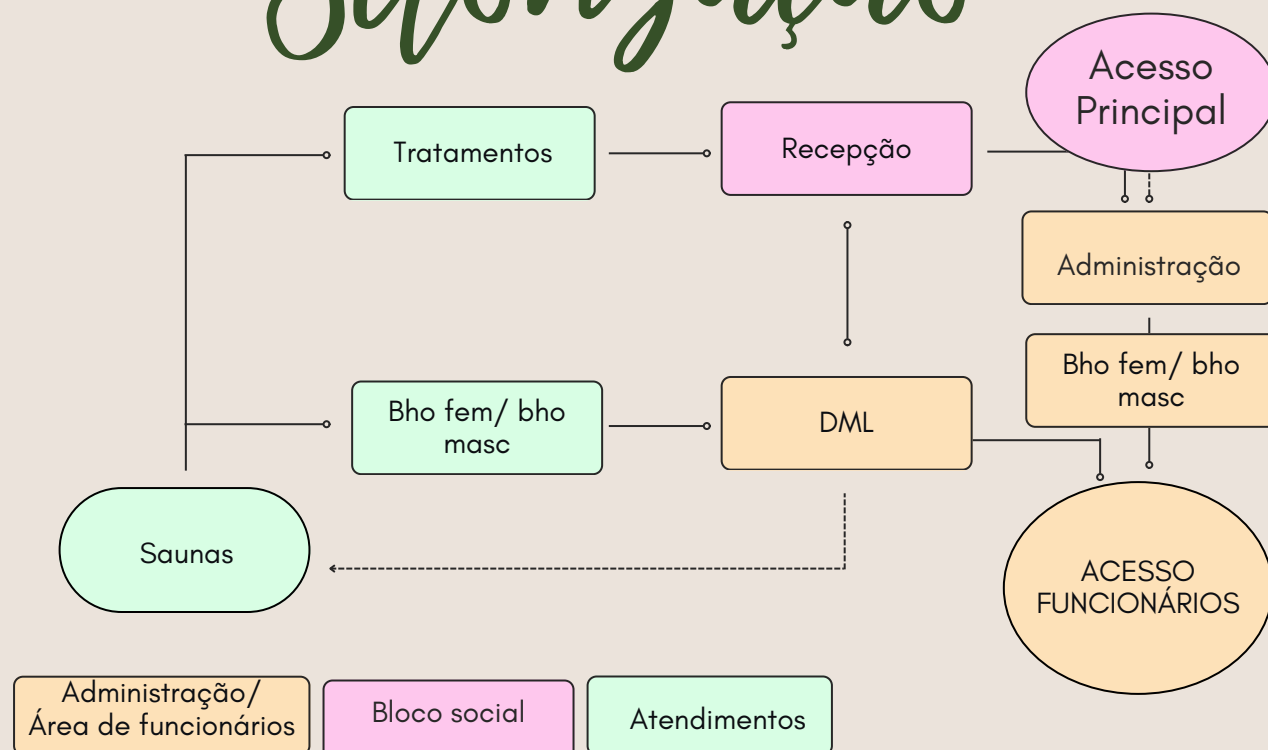 Acesso
Principal
Tratamentos
Recepção
Administração
Bho fem/ bho
masc
Bho fem/ bho
masc
DML
Saunas
ACESSO
FUNCIONÁRIOS
Administração/
Área de funcionários
Bloco social
Atendimentos